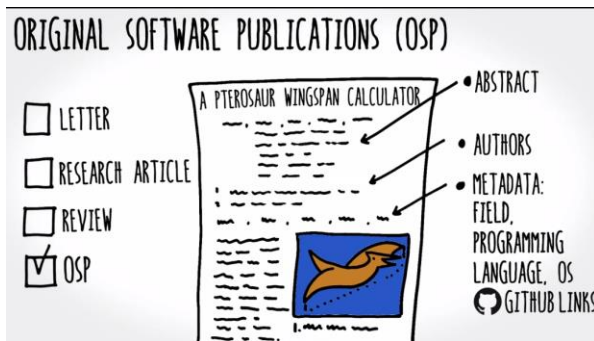 ORIGINAL SOFTWARE PUBLICATIONS (OSP)
LETTER
RESEARCH ARTICLE
REVIEW
OSP
A PTEROSAUR WINGSPAN CALCULATOR
• ABSTRACT
• AUTHORS
• METADATA:
FIELD,
PROGRAMMING
LANGUAGE, OS
GITHUB LINKS